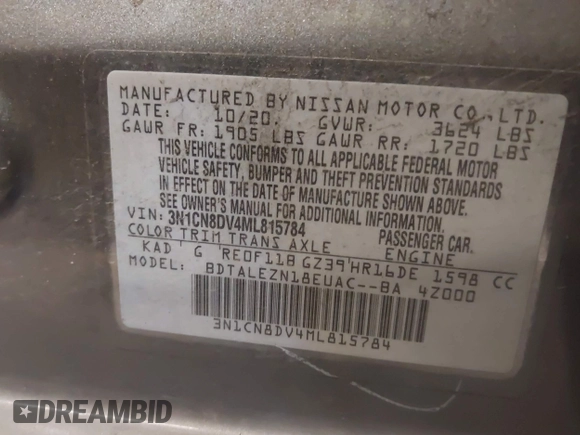 MANUFACTURED BY NISSAN MOTOR CO.,LTD.
DATE: 10/20 GVWR: 3624 LBS
GAWR FR: 1905 LBS GAWR RR: 1720 LBS
THIS VEHICLE CONFORMS TO ALL APPLICABLE FEDERAL MOTOR
VEHICLE SAFETY, BUMPER AND THEFT PREVENTION STANDARDS
IN EFFECT ON THE DATE OF MANUFACTURE SHOWN ABOVE.
SEE OWNER'S MANUAL FOR ADDITIONAL INFORMATION.
VIN: 3N1CN8DV4ML815784 PASSENGER CAR.
COLOR TRIM TRANS AXLE ENGINE
KAD G RE0F11B GZ39 HR16DE 1598 CC
MODEL BDTALEZN18EUAC--BA 4Z000
3N1CN8DV4ML815784
DREAMBID